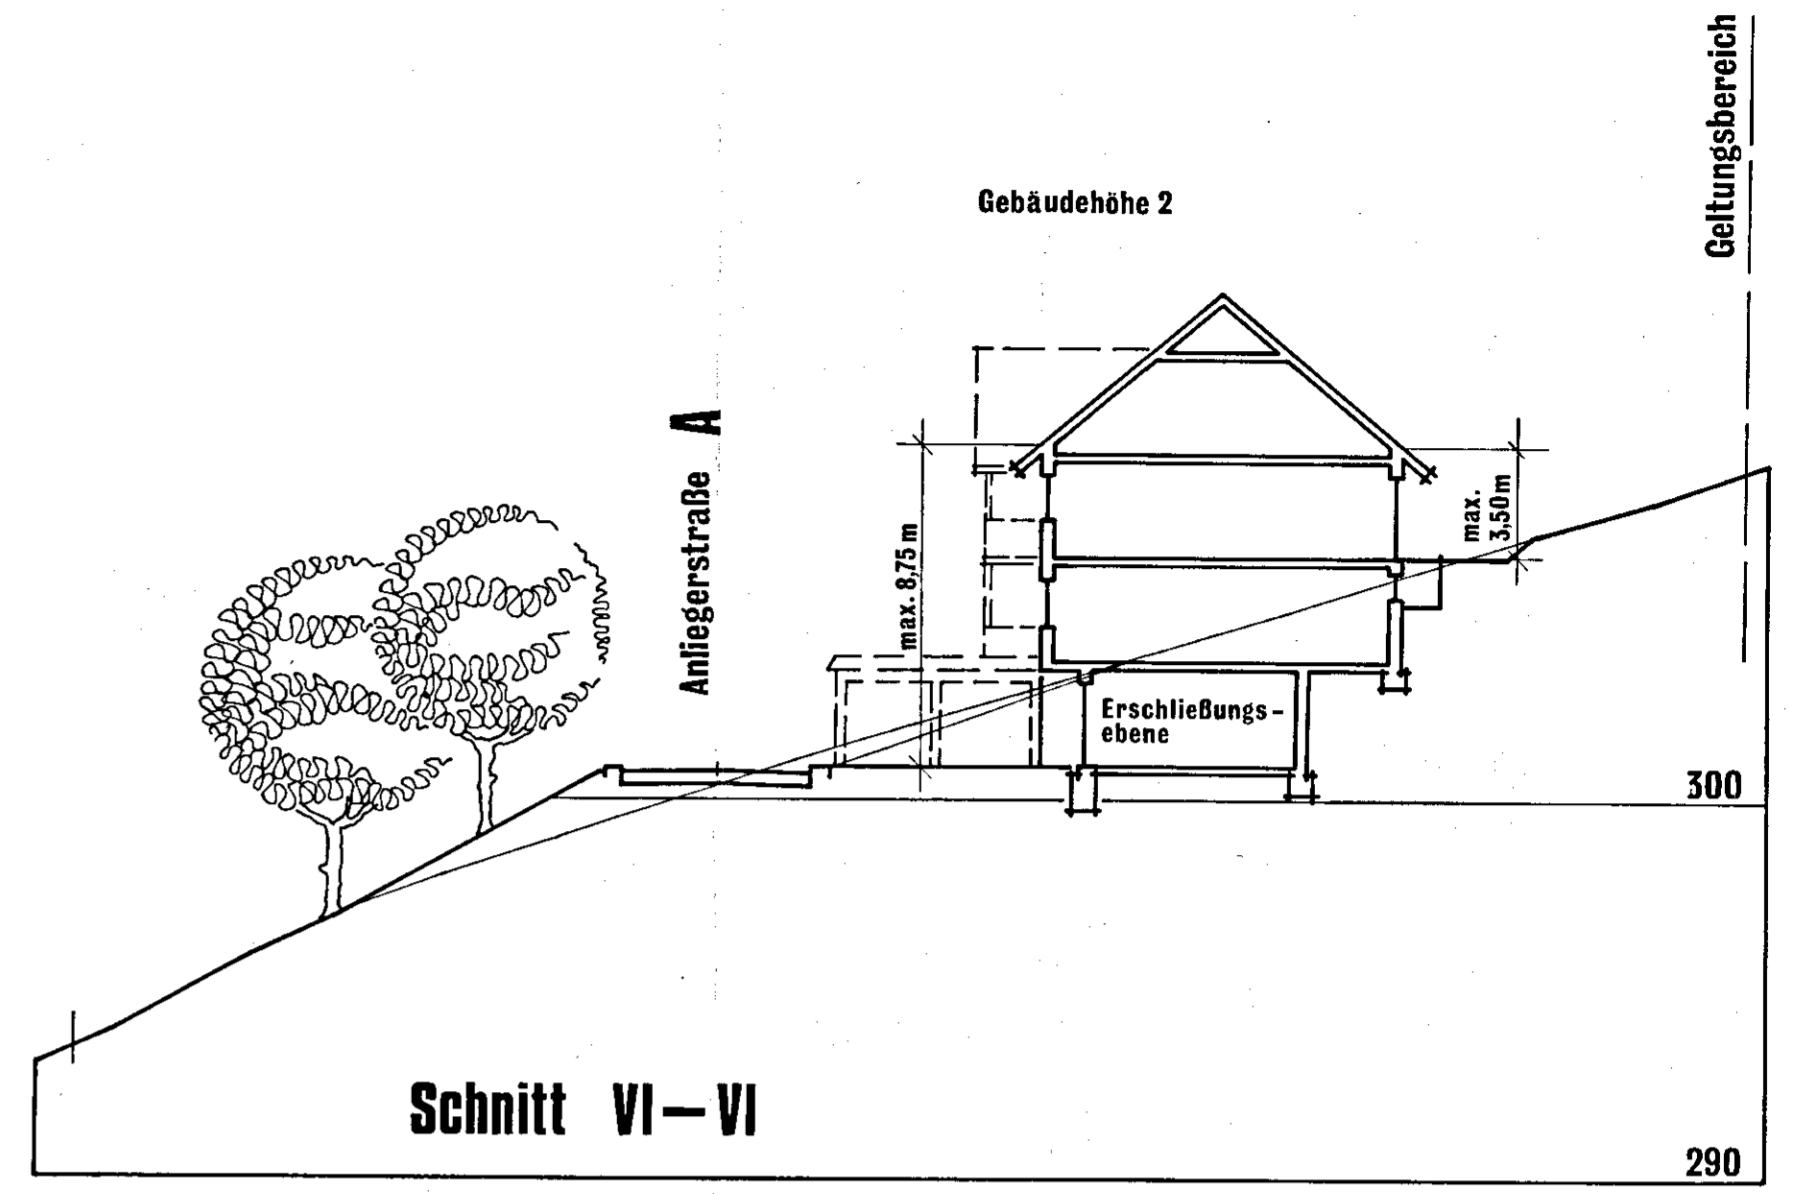 Geltungsbereich
Gebäudehöhe 2
Anliegerstraße A
max. 8,75 m
max.
3,50 m
Erschließungs-
ebene
300
Schnitt VI–VI
290